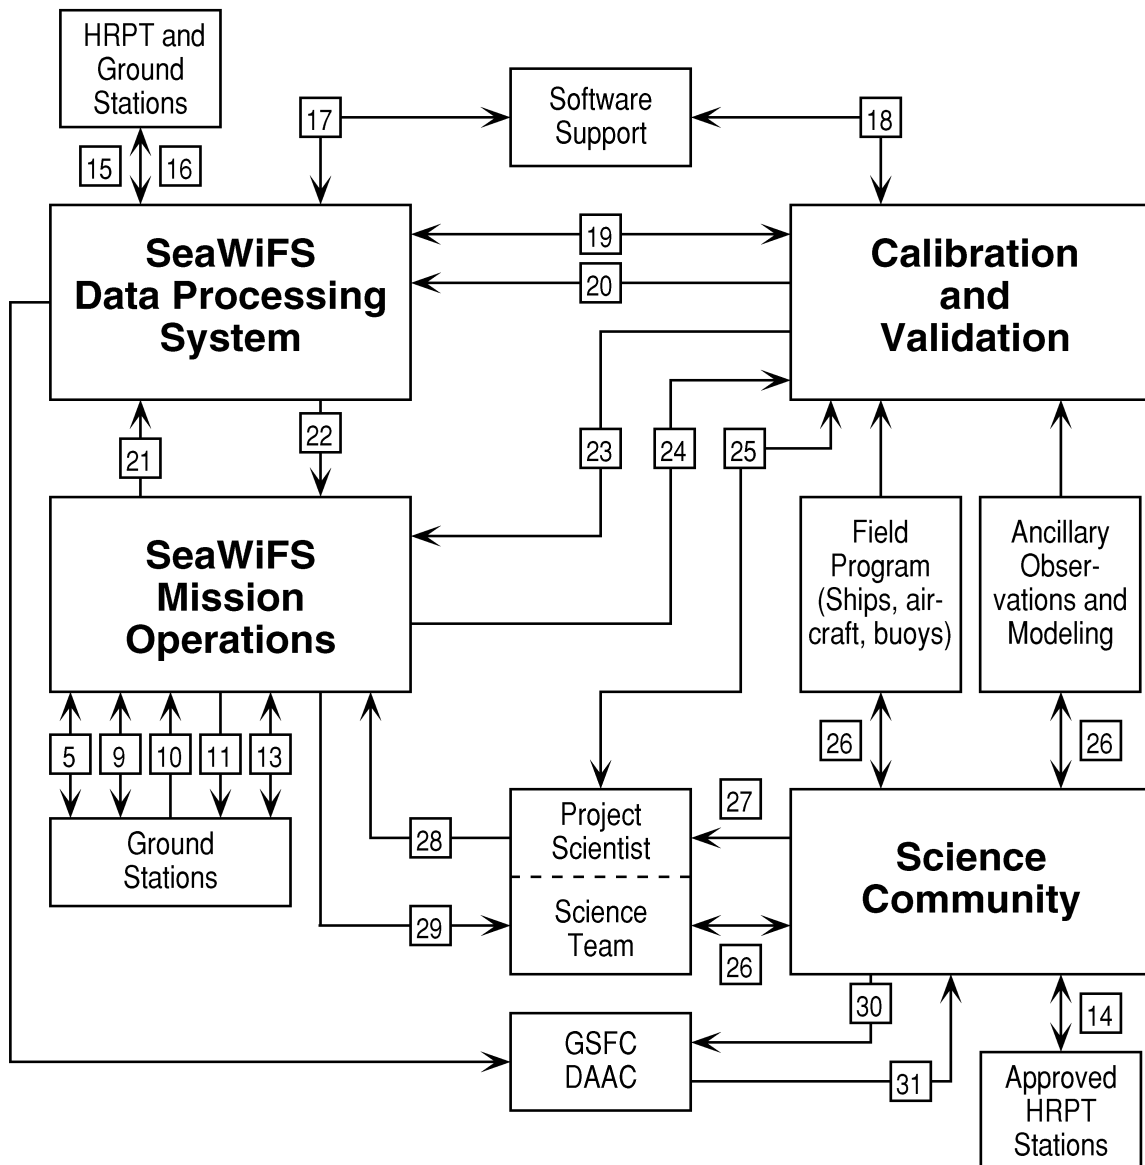 HRPT and
Ground
Stations
Software
Support
17
18
15
16
SeaWiFS
Data Processing
System
19
20
Calibration
and
Validation
21
22
23
24
25
SeaWiFS
Mission
Operations
Field
Program
(Ships, air-
craft, buoys)
Ancillary
Obser-
vations and
Modeling
5
9
10
11
13
26
26
Ground
Stations
28
29
Project
Scientist
Science
Team
27
26
Science
Community
30
14
GSFC
DAAC
31
Approved
HRPT
Stations